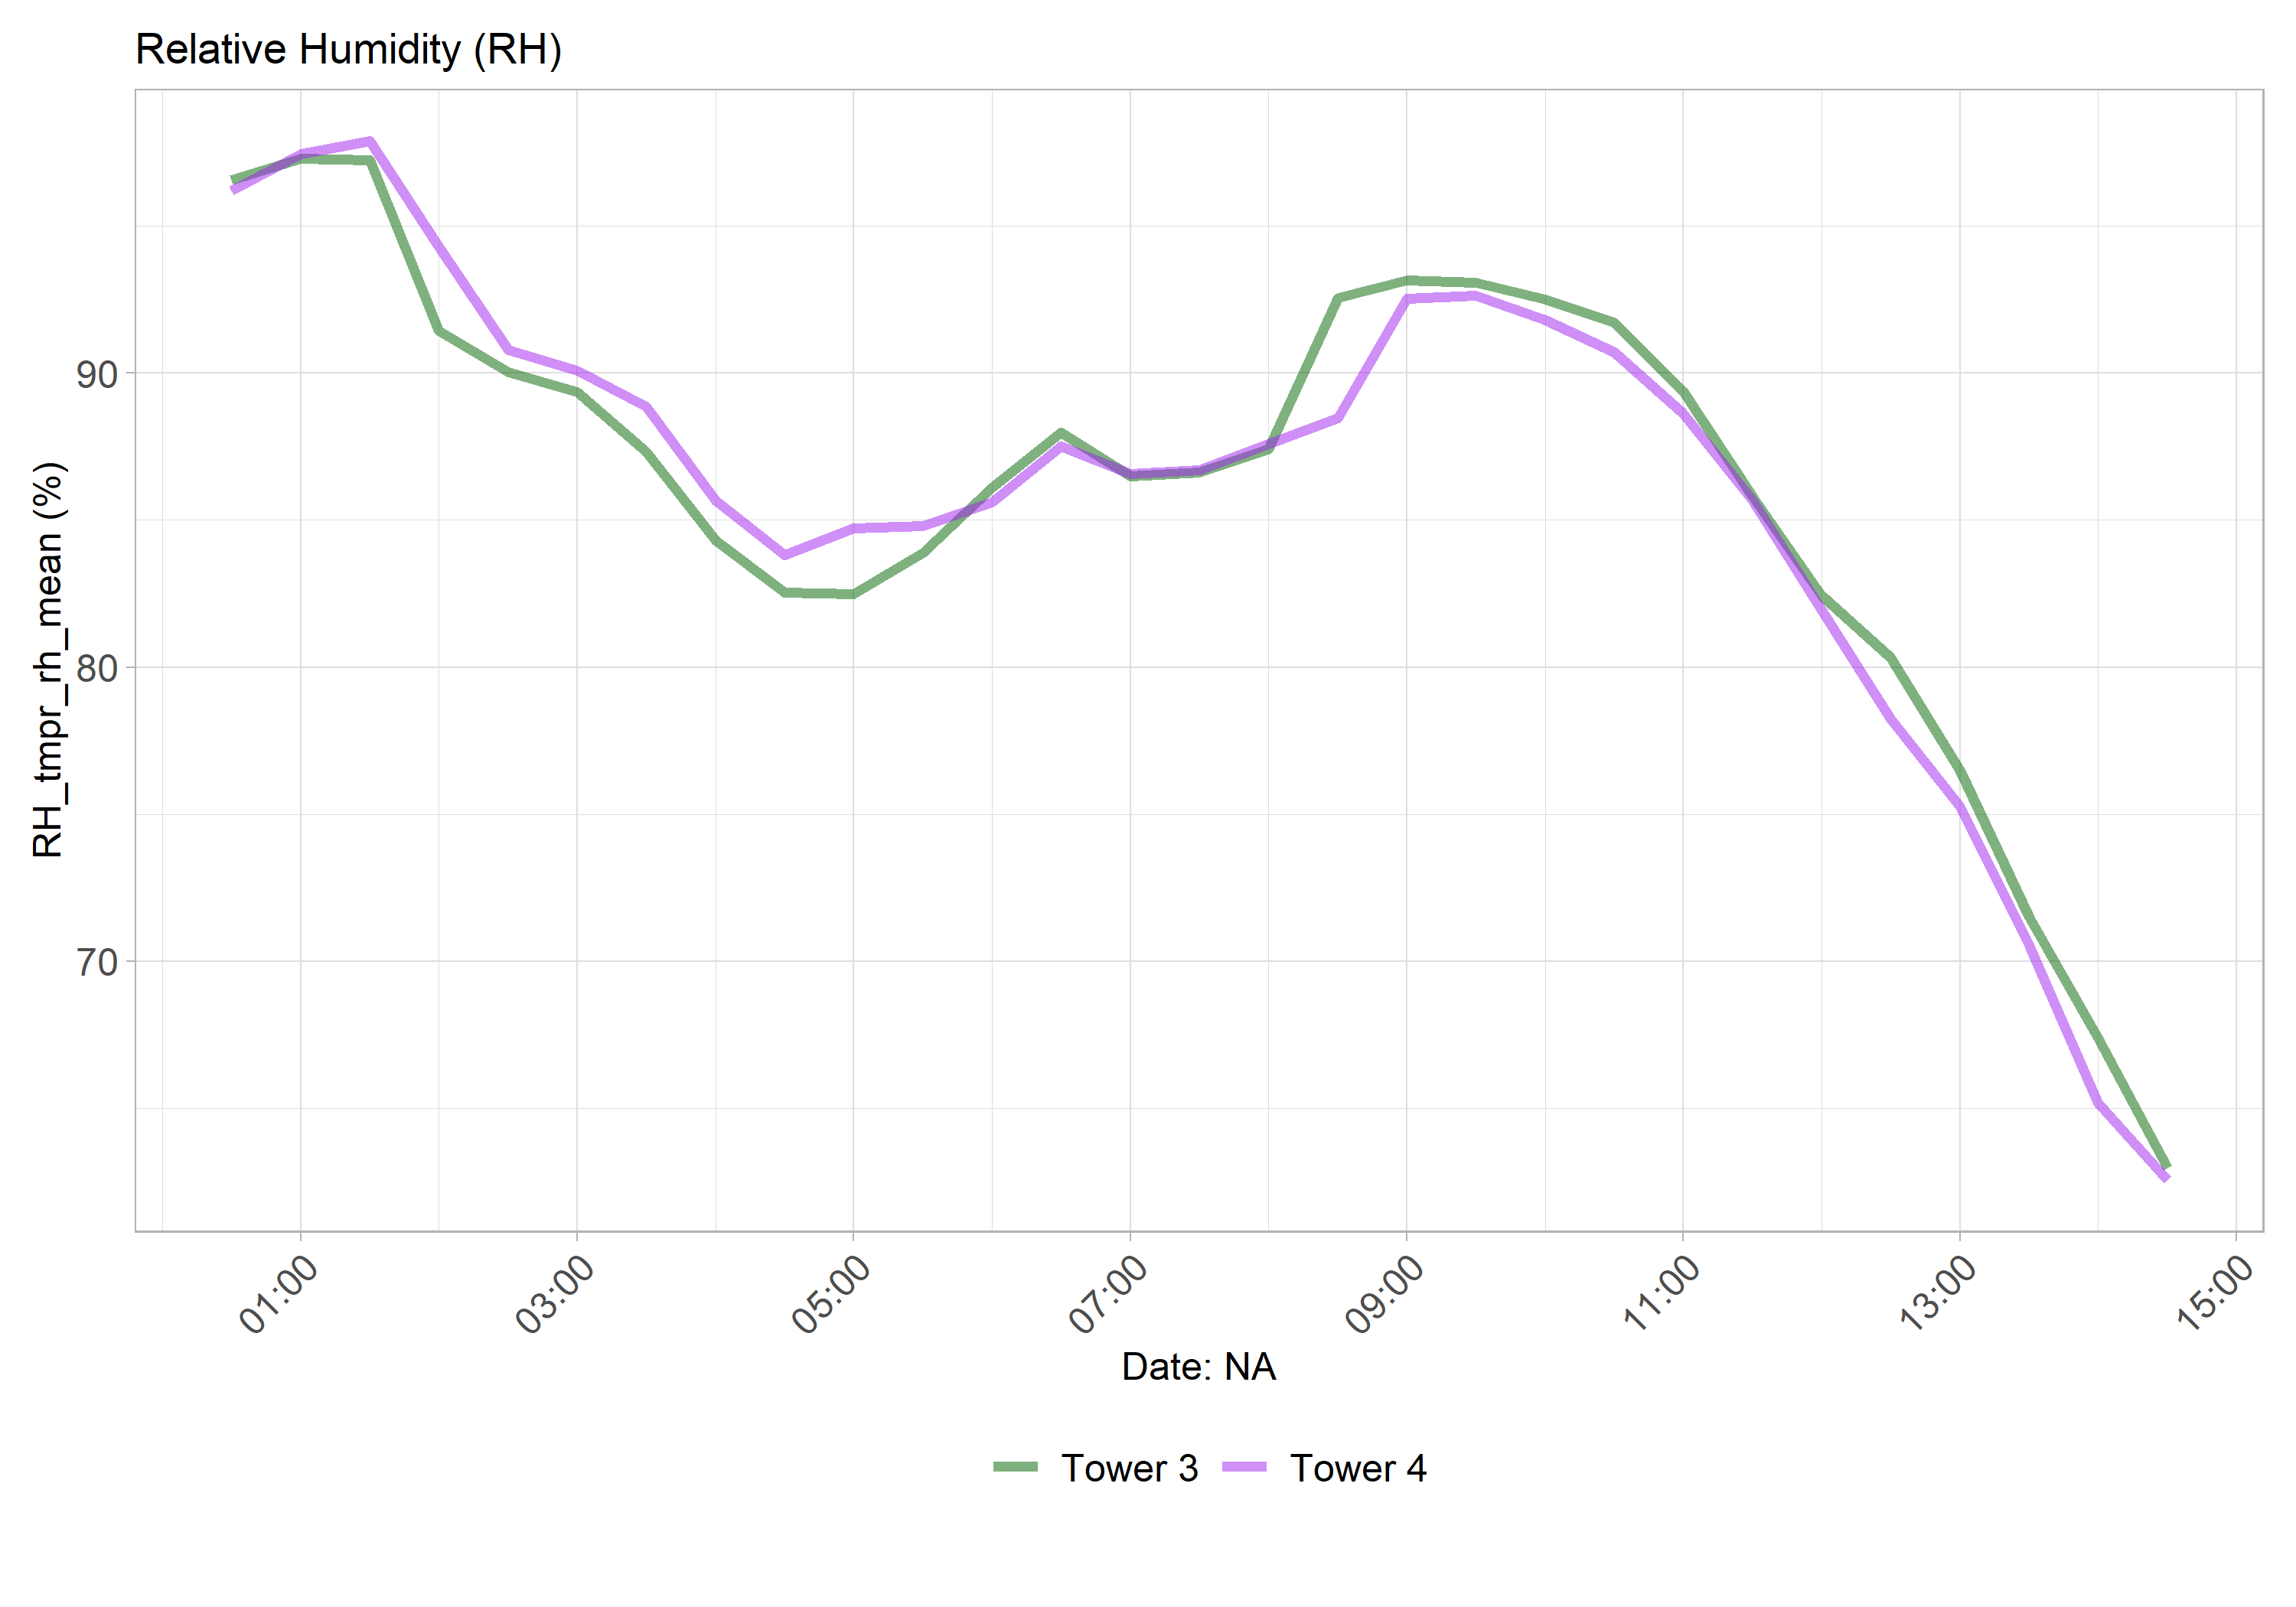 Relative Humidity (RH)
RH_tmpr_rh_mean (%)
90
80
70
01:00
03:00
05:00
07:00
09:00
11:00
13:00
15:00
Date: NA
Tower 3
Tower 4